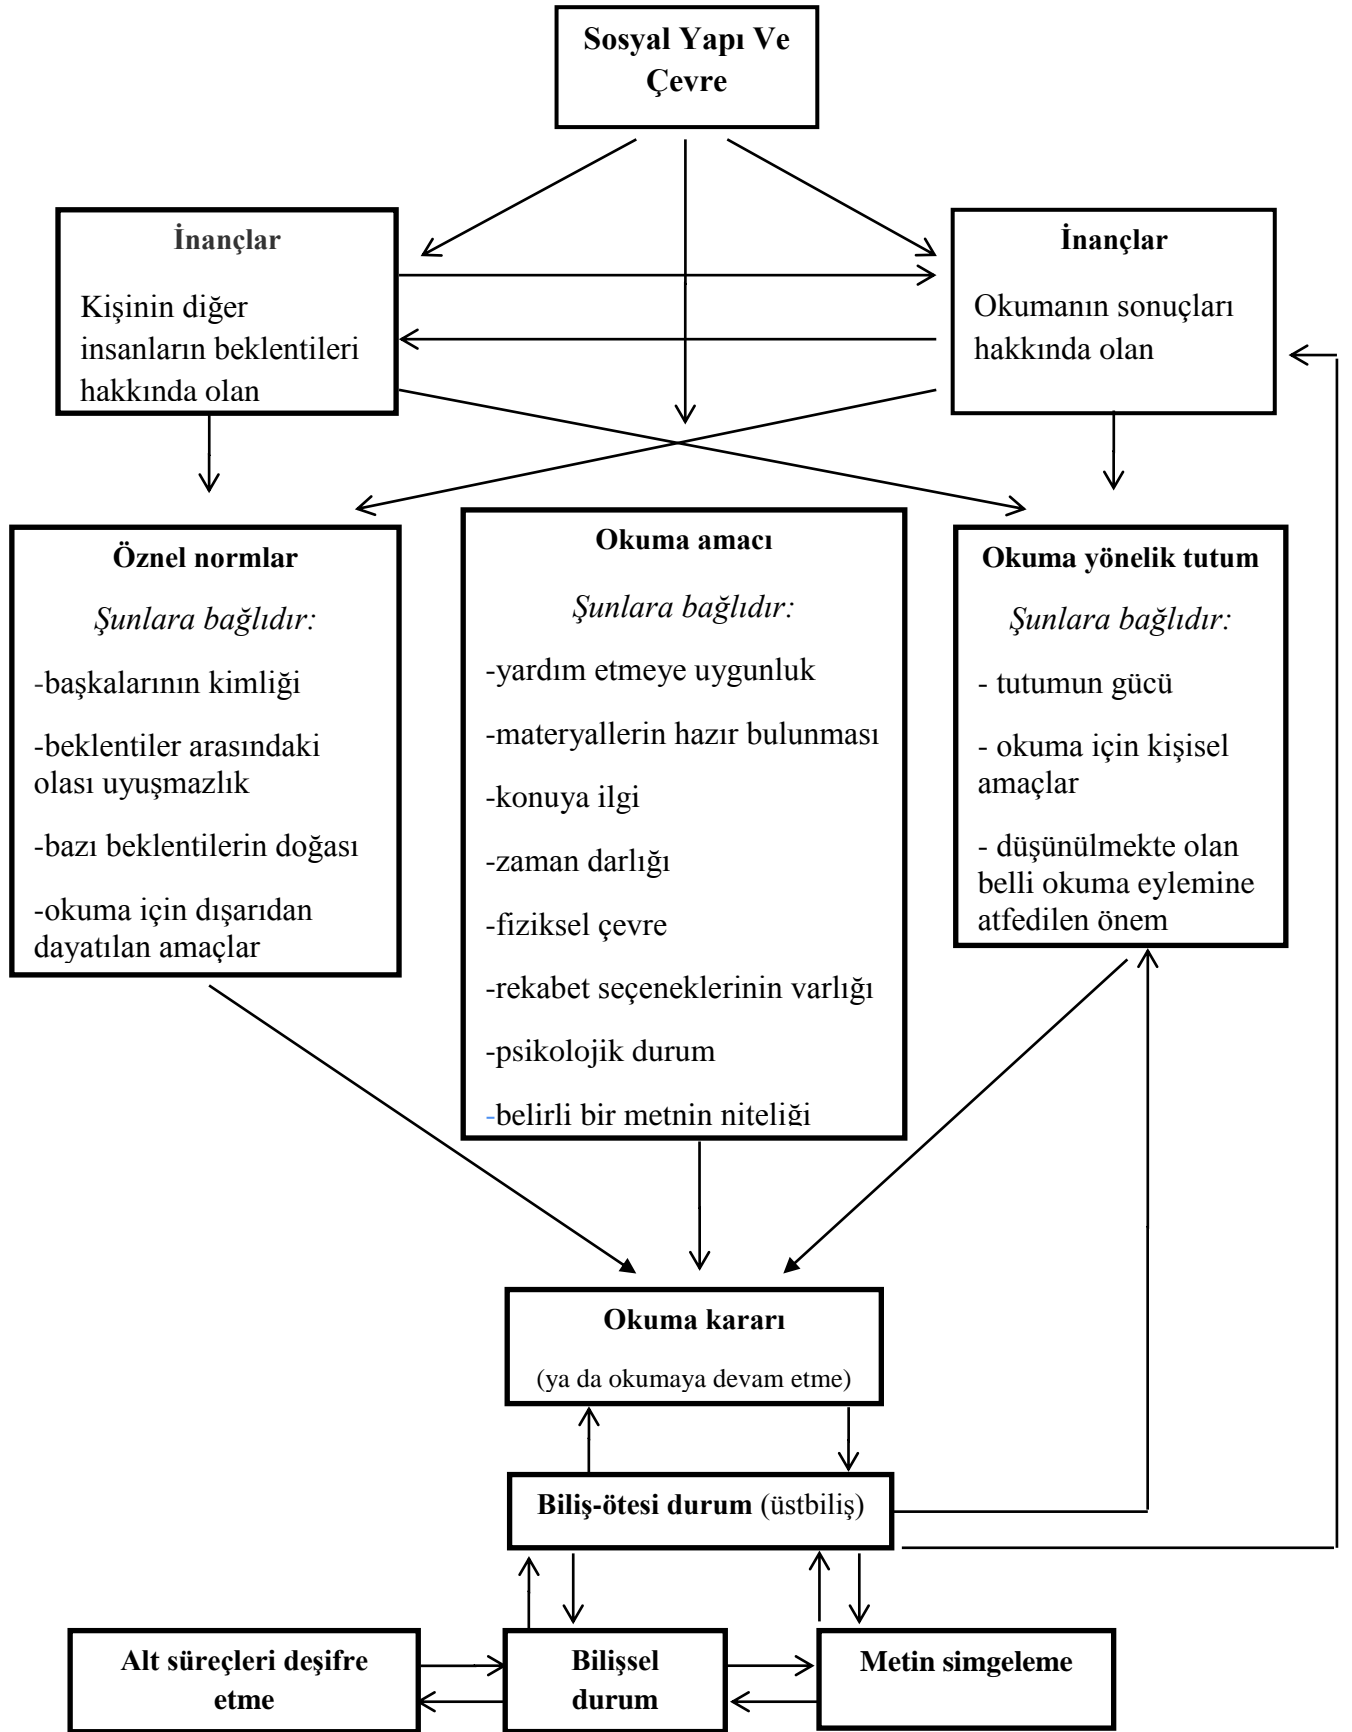 Sosyal Yapı Ve
Çevre
İnançlar
Kişinin diğer
insanların beklentileri
hakkında olan
İnançlar
Okumanın sonuçları
hakkında olan
Öznel normlar
Şunlara bağlıdır:
-başkalarının kimliği
-beklentiler arasındaki
olası uyuşmazlık
-bazı beklentilerin doğası
-okuma için dışarıdan
dayatılan amaçlar
Okuma amacı
Şunlara bağlıdır:
-yardım etmeye uygunluk
-materyallerin hazır bulunması
-konuya ilgi
-zaman darlığı
-fiziksel çevre
-rekabet seçeneklerinin varlığı
-psikolojik durum
-belirli bir metnin niteliği
Okuma yönelik tutum
Şunlara bağlıdır:
- tutumun gücü
- okuma için kişisel
amaçlar
- düşünülmekte olan
belli okuma eylemine
atfedilen önem
Okuma kararı
(ya da okumaya devam etme)
Biliş-ötesi durum (üstbiliş)
Alt süreçleri deşifre
etme
Bilişsel
durum
Metin simgeleme